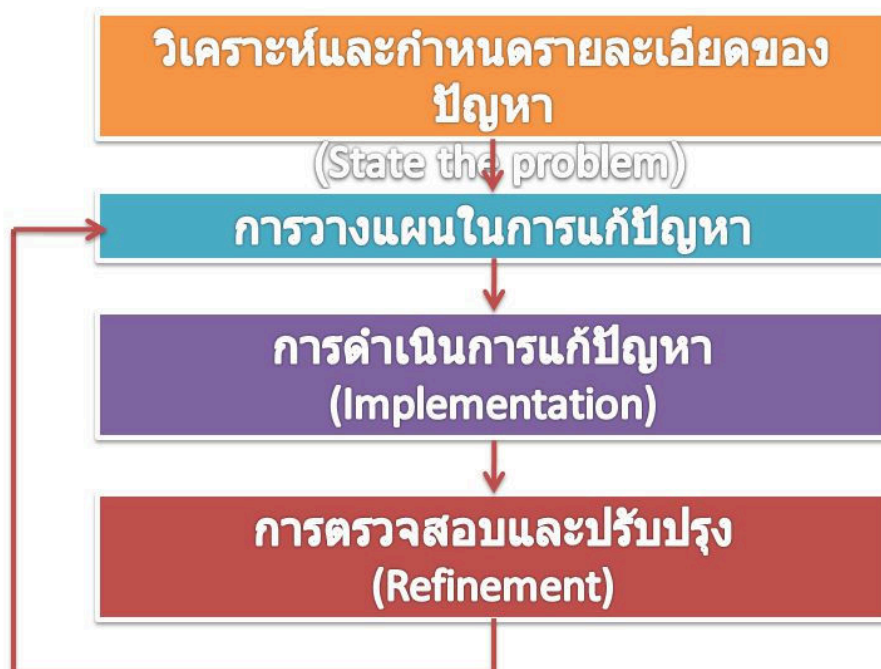 วิเคราะห์และกำหนดรายละเอียดของ
ปัญหา
(State the problem)
การวางแผนในการแก้ปัญหา
การดำเนินการแก้ปัญหา
(Implementation)
การตรวจสอบและปรับปรุง
(Refinement)